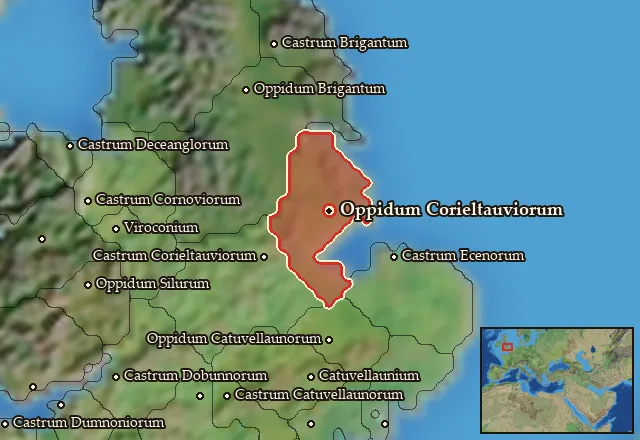 Castrum Brigantum
Oppidum Brigantum
Castrum Deceanglorum
Castrum Cornoviorum
Oppidum Corieltauviorum
Viroconium
Castrum Corieltauviorum
Castrum Ecenorum
Oppidum Silurum
Oppidum Catuvellaunorum
Castrum Dobunnorum
Catuvellaunium
Castrum Catuvellaunorum
Castrum Dumnoniorum